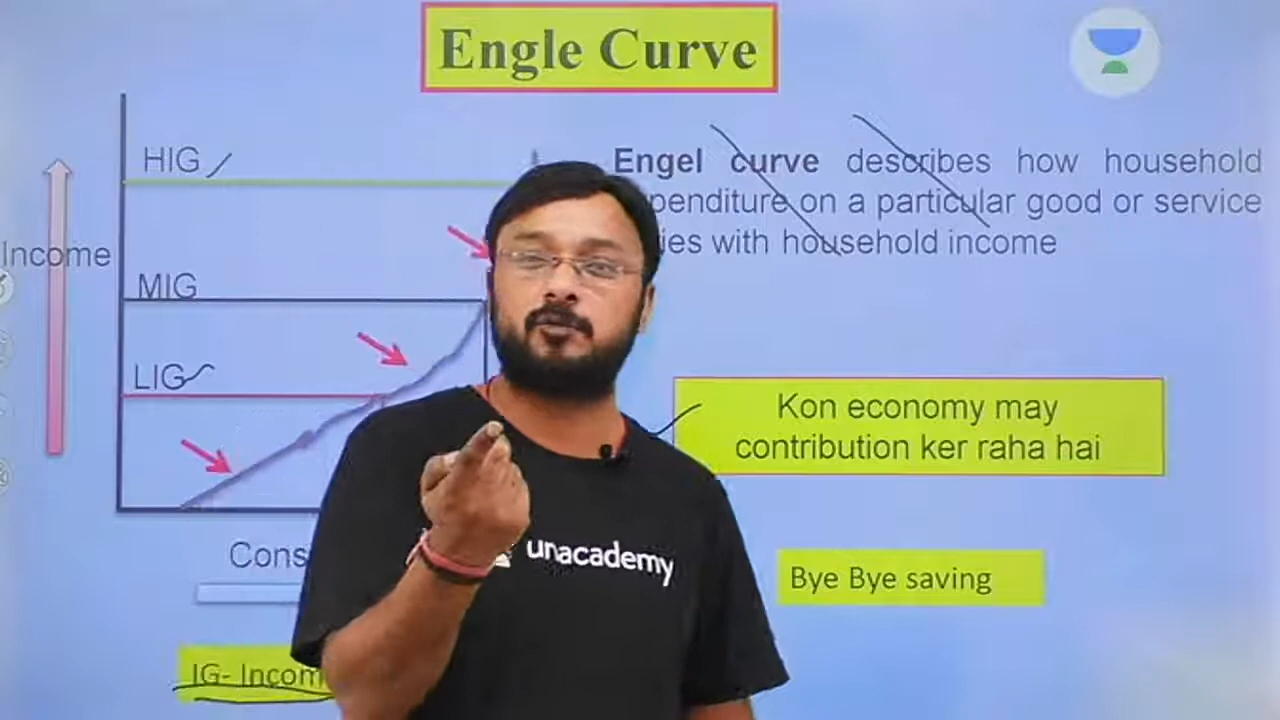 Engle Curve
HIG
Engel curve describes how household
penditure on a particular good or service
ies with household income
Income
MIG
LIG
Kon economy may
contribution ker raha hai
Cons
unacademy
Bye Bye saving
IG- Incom